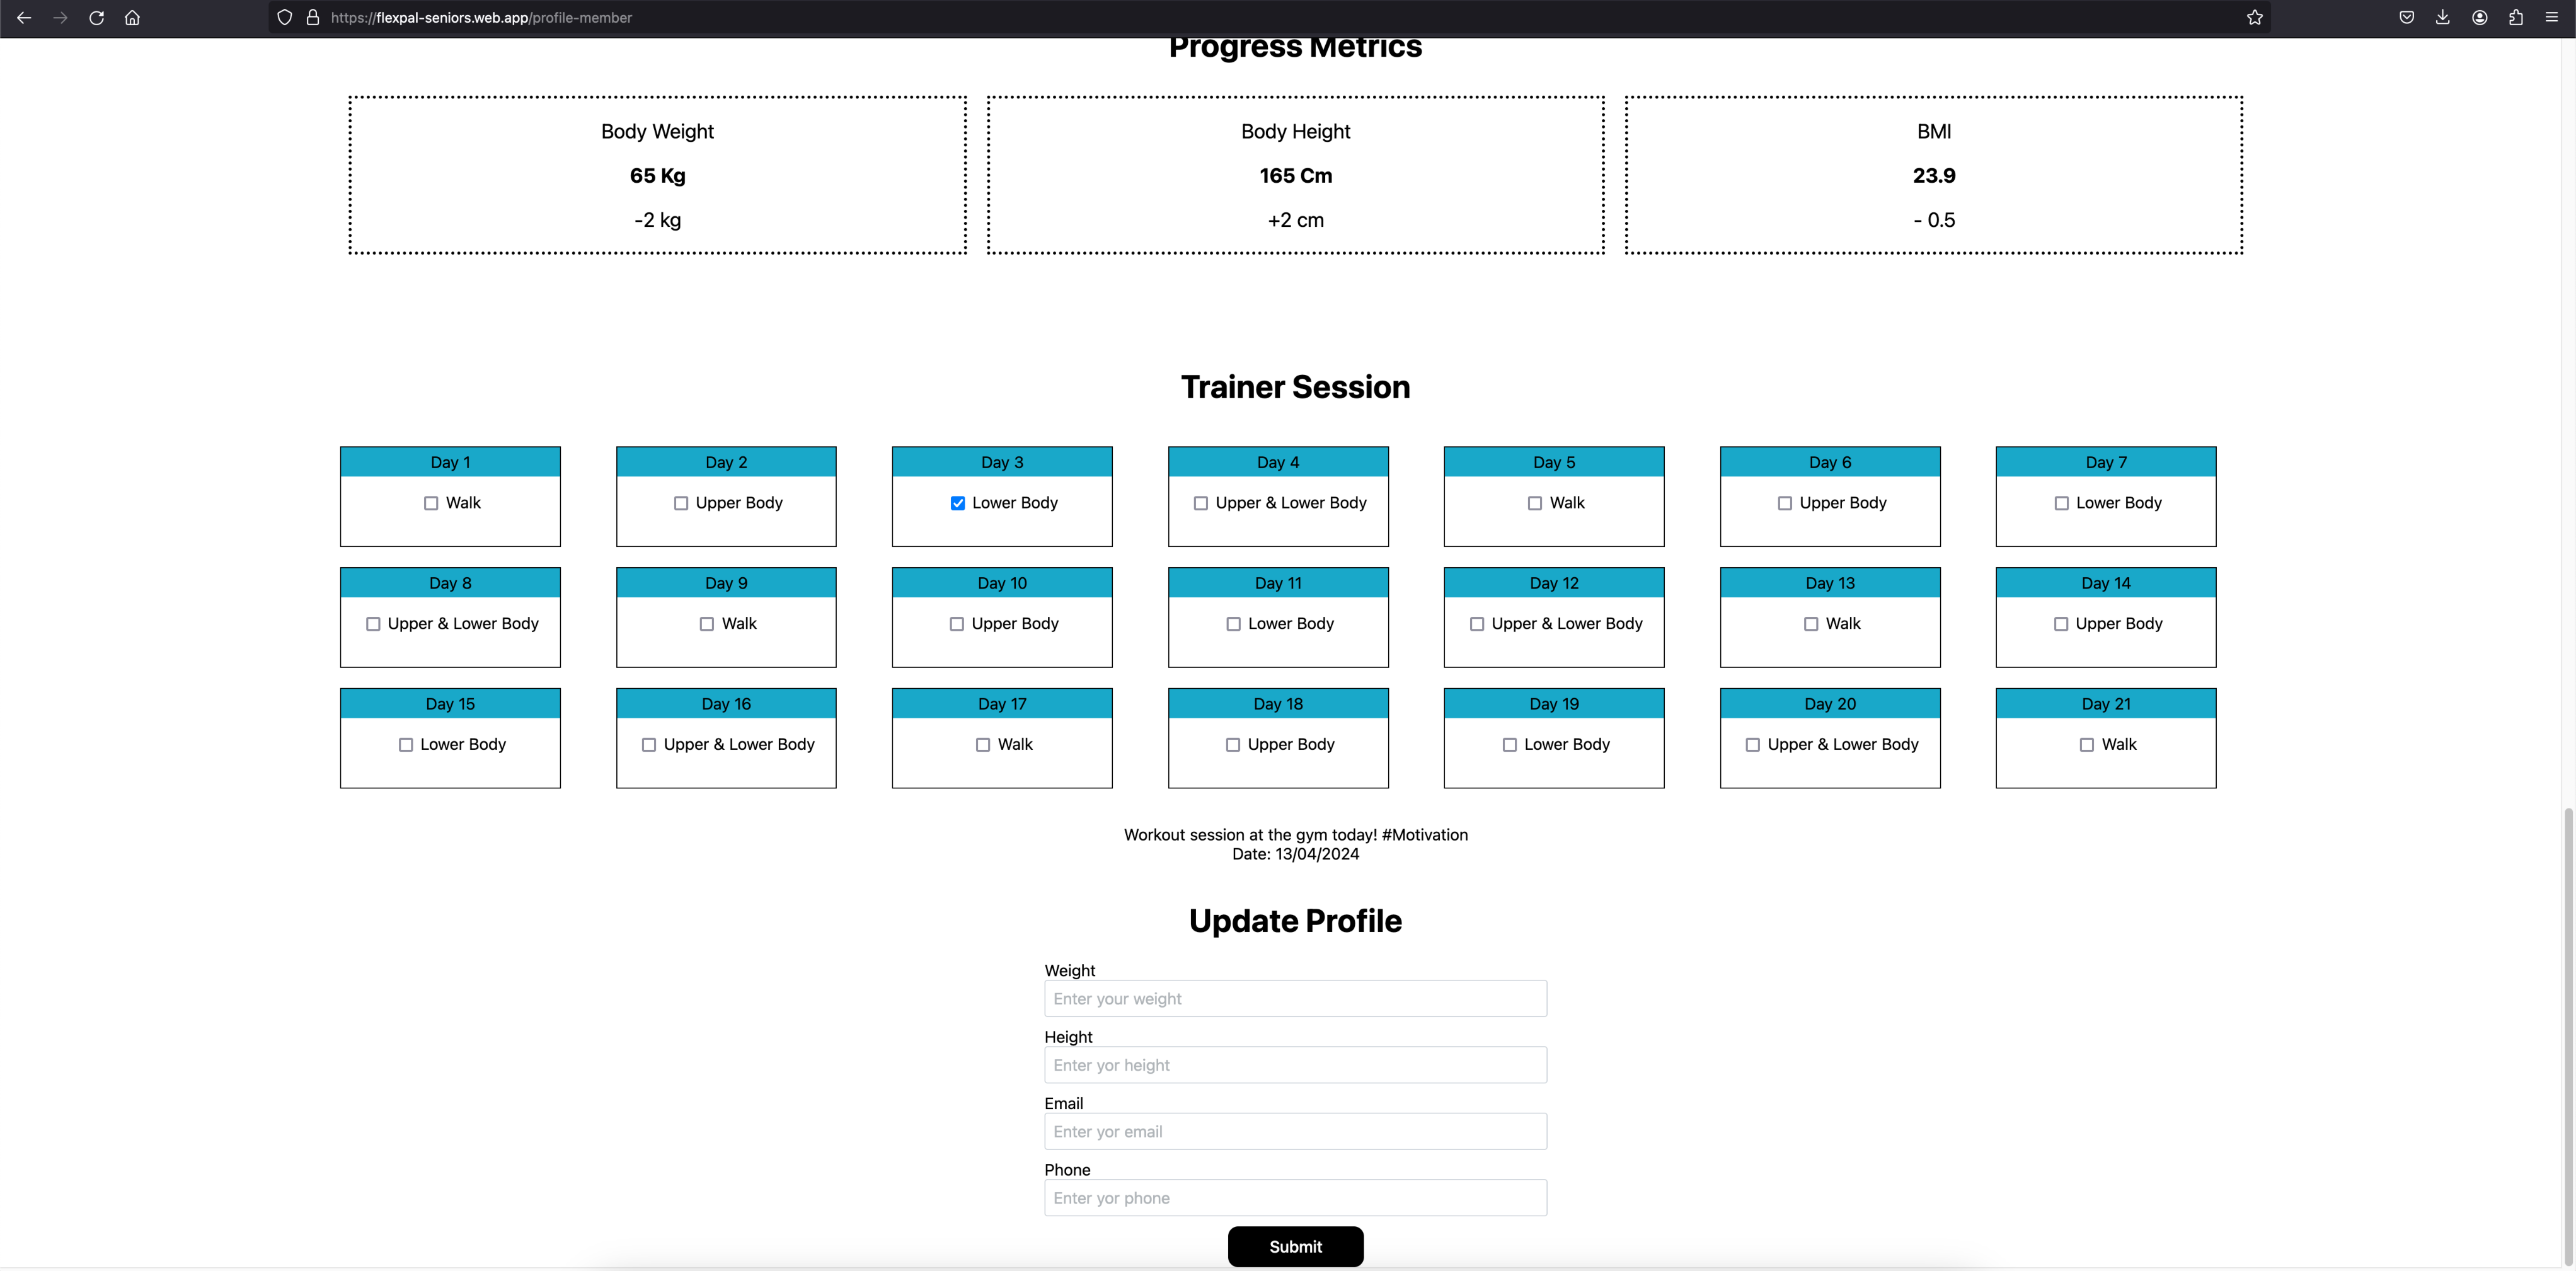 https://flexpal-seniors.web.app/profile-member
Progress Metrics
Body Weight
65 Kg
-2 kg
Body Height
165 Cm
+2 cm
BMI
23.9
- 0.5
Trainer Session
Day 1
Walk
Day 2
Upper Body
Day 3
Lower Body
Day 4
Upper & Lower Body
Day 5
Walk
Day 6
Upper Body
Day 7
Lower Body
Day 8
Upper & Lower Body
Day 9
Walk
Day 10
Upper Body
Day 11
Lower Body
Day 12
Upper & Lower Body
Day 13
Walk
Day 14
Upper Body
Day 15
Lower Body
Day 16
Upper & Lower Body
Day 17
Walk
Day 18
Upper Body
Day 19
Lower Body
Day 20
Upper & Lower Body
Day 21
Walk
Workout session at the gym today! #Motivation
Date: 13/04/2024
Update Profile
Weight
Enter your weight
Height
Enter yor height
Email
Enter yor email
Phone
Enter yor phone
Submit